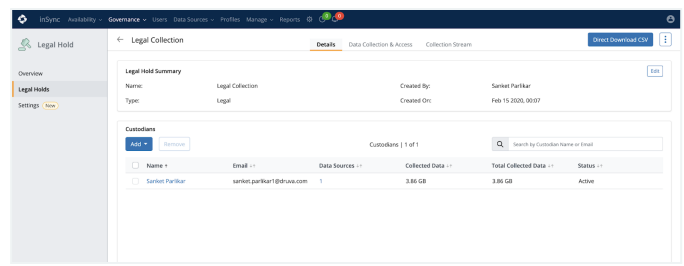 inSync Availability Governance Users Data Sources Profiles Manage Reports
Legal Hold
Legal Collection
Details Data Collection & Access Collection Stream
Direct Download CSV
Overview
Legal Holds
Settings New
Legal Hold Summary
Edit
Name: Legal Collection Created By: Sanket Parlikar
Type: Legal Created On: Feb 15 2020, 00:07
Custodians
Add Remove Custodians | 1 of 1 Search by Custodian Name or Email
Name Email Data Sources Collected Data Total Collected Data Status
Sanket Parlikar sanket.parlikar1@druva.com 1 3.86 GB 3.86 GB Active